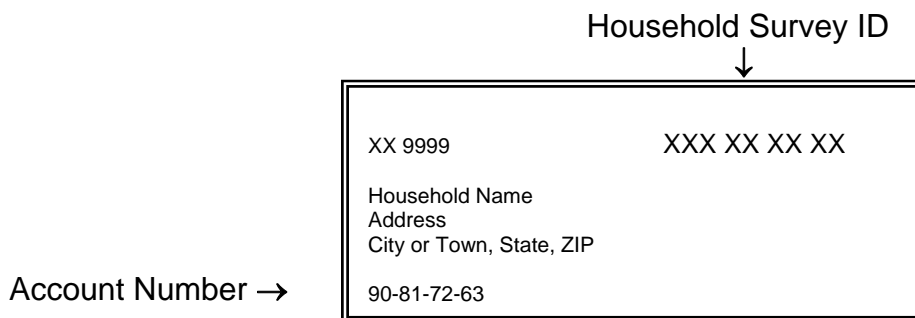 Household Survey ID
↓
XX 9999 XXX XX XX XX
Household Name
Address
City or Town, State, ZIP
Account Number → 90-81-72-63